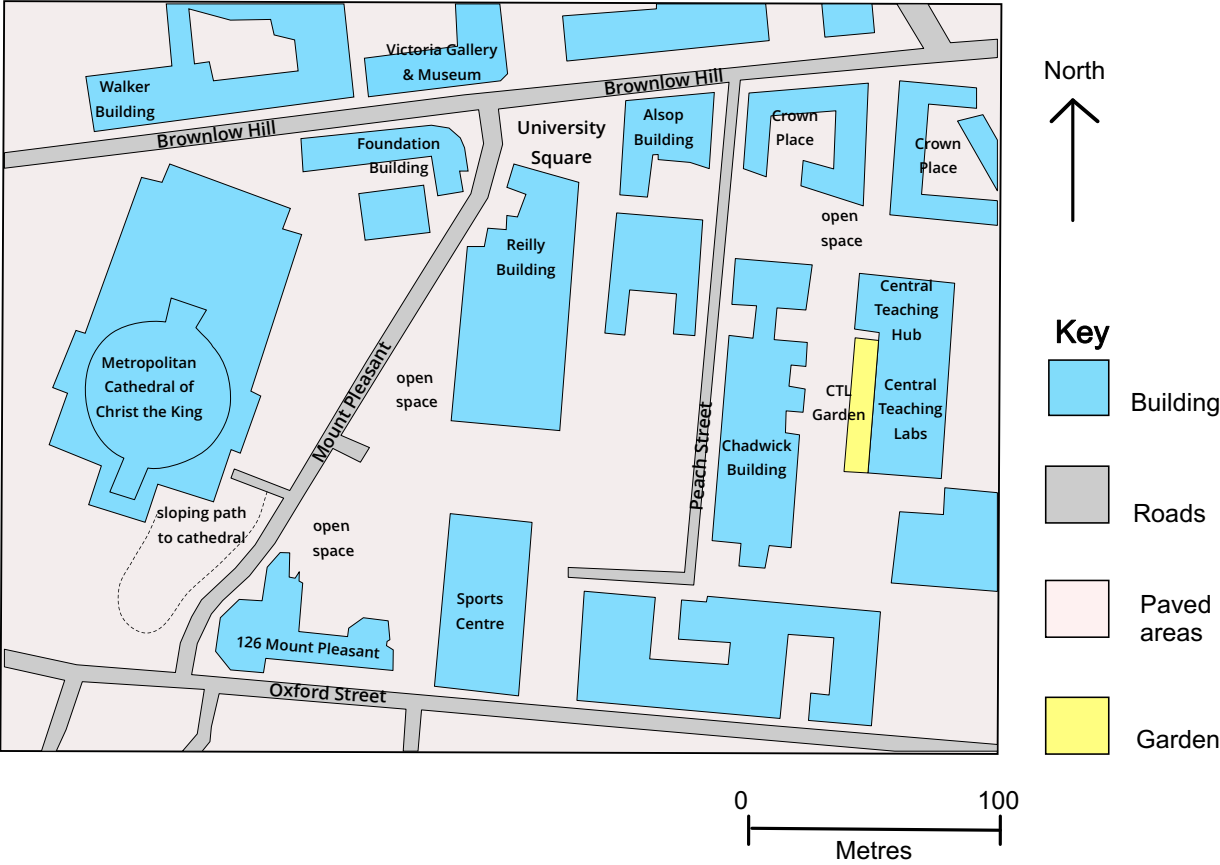 Victoria Gallery
& Museum
Walker
Building
Brownlow Hill
Brownlow Hill
University
Square
Alsop
Building
Crown
Place
Crown
Place
Foundation
Building
open
space
Reilly
Building
Central
Teaching
Hub
Metropolitan
Cathedral of
Christ the King
Mount Pleasant
open
space
CTL
Garden
Central
Teaching
Labs
Peach Street
Chadwick
Building
sloping path
to cathedral
open
space
Sports
Centre
126 Mount Pleasant
Oxford Street
North
Key
Building
Roads
Paved
areas
Garden
0
100
Metres